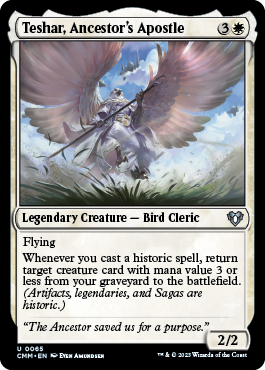 Teshar, Ancestor's Apostle 3
Legendary Creature — Bird Cleric
Flying
Whenever you cast a historic spell, return
target creature card with mana value 3 or
less from your graveyard to the battlefield.
(Artifacts, legendaries, and Sagas are
historic.)
"The Ancestor saved us for a purpose."
2/2
U 0065
CMM • EN Even Amundsen
™ & © 2023 Wizards of the Coast